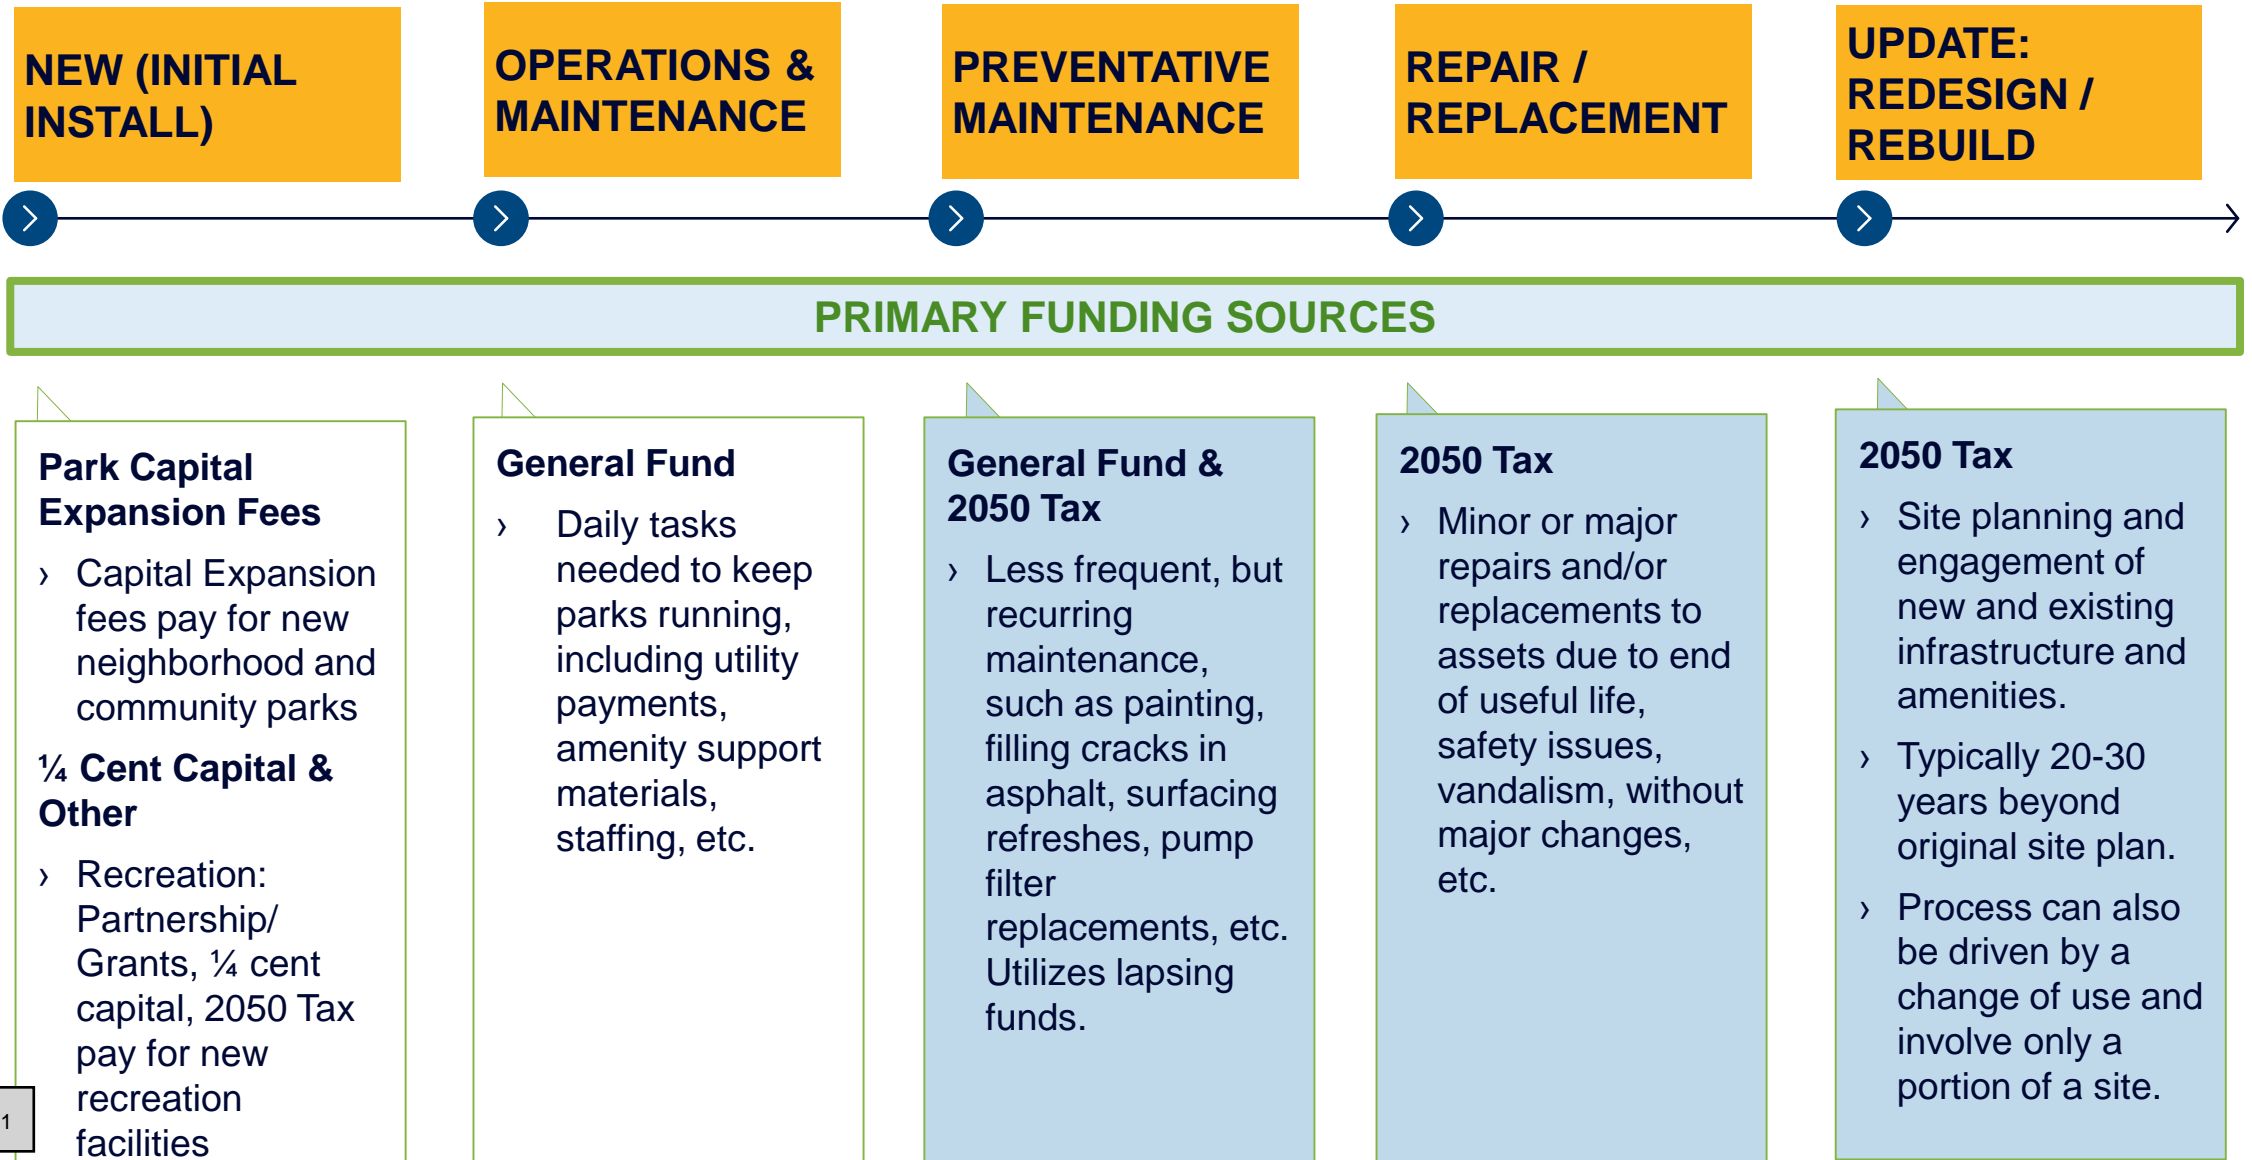 NEW (INITIAL
INSTALL)
OPERATIONS &
MAINTENANCE
PREVENTATIVE
MAINTENANCE
REPAIR /
REPLACEMENT
UPDATE:
REDESIGN /
REBUILD
PRIMARY FUNDING SOURCES
Park Capital
Expansion Fees
› Capital Expansion
fees pay for new
neighborhood and
community parks
¼ Cent Capital &
Other
› Recreation:
Partnership/
Grants, ¼ cent
capital, 2050 Tax
pay for new
recreation
facilities
General Fund
› Daily tasks
needed to keep
parks running,
including utility
payments,
amenity support
materials,
staffing, etc.
General Fund &
2050 Tax
› Less frequent, but
recurring
maintenance,
such as painting,
filling cracks in
asphalt, surfacing
refreshes, pump
filter
replacements, etc.
Utilizes lapsing
funds.
2050 Tax
› Minor or major
repairs and/or
replacements to
assets due to end
of useful life,
safety issues,
vandalism, without
major changes,
etc.
2050 Tax
› Site planning and
engagement of
new and existing
infrastructure and
amenities.
› Typically 20-30
years beyond
original site plan.
› Process can also
be driven by a
change of use and
involve only a
portion of a site.
1